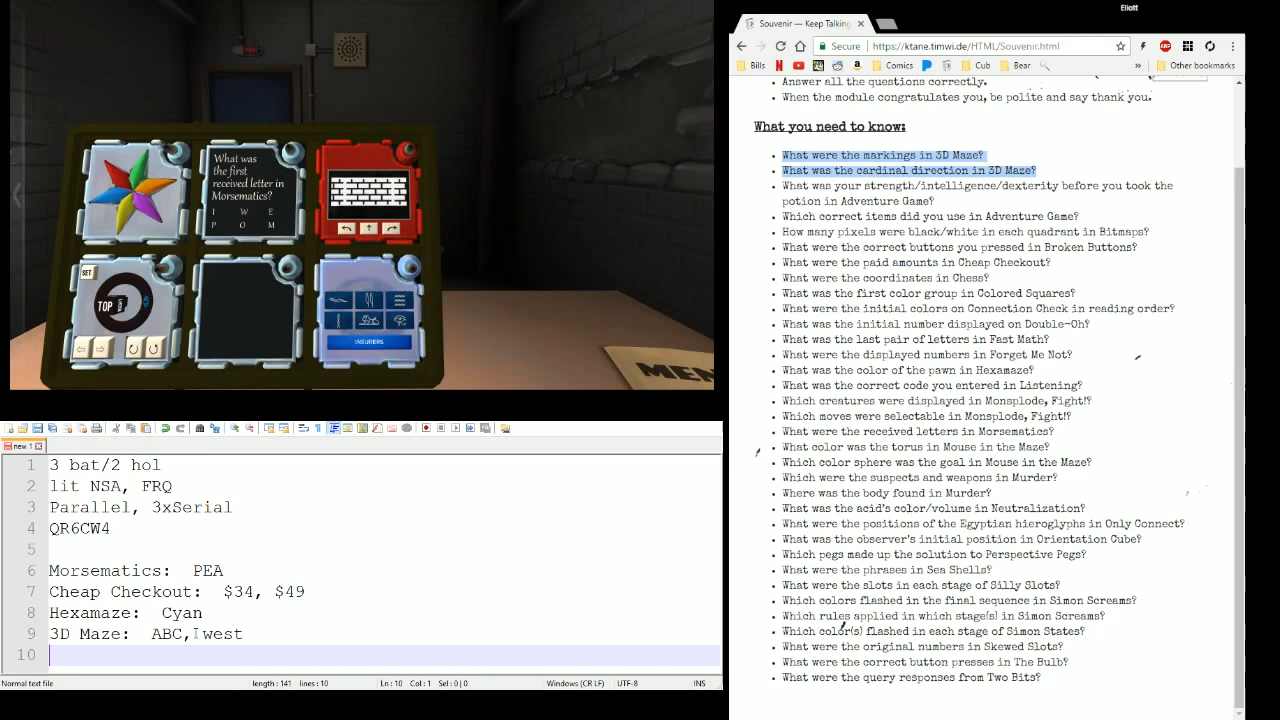 Eliott
Souvenir — Keep Talking
Secure https://ktane.timwi.de/HTML/Souvenir.html
Bills
Comics
Cub
Bear
»
Other bookmarks
Answer all the questions correctly.
When the module congratulates you, be polite and say thank you.
What you need to know:
• What were the markings in 3D Maze?
• What was the cardinal direction in 3D Maze?
• What was your strength/intelligence/dexterity before you took the
potion in Adventure Game?
• Which correct items did you use in Adventure Game?
• How many pixels were black/white in each quadrant in Bitmaps?
• What were the correct buttons you pressed in Broken Buttons?
• What were the paid amounts in Cheap Checkout?
• What were the coordinates in Chess?
• What was the first color group in Colored Squares?
• What were the initial colors on Connection Check in reading order?
• What was the initial number displayed on Double-Oh?
• What was the last pair of letters in Fast Math?
• What were the displayed numbers in Forget Me Not?
• What was the color of the pawn in Hexamaze?
• What was the correct code you entered in Listening?
• Which creatures were displayed in Monsplode, Fight!?
• Which moves were selectable in Monsplode, Fight!?
• What were the received letters in Morsematics?
• What color was the torus in Mouse in the Maze?
• Which color sphere was the goal in Mouse in the Maze?
• Which were the suspects and weapons in Murder?
• Where was the body found in Murder?
• What was the acid's color/volume in Neutralization?
• What were the positions of the Egyptian hieroglyphs in Only Connect?
• What was the observer's initial position in Orientation Cube?
• Which pegs made up the solution to Perspective Pegs?
• What were the phrases in Sea Shells?
• What were the slots in each stage of Silly Slots?
• Which colors flashed in the final sequence in Simon Screams?
• Which rules applied in which stage(s) in Simon Screams?
• Which color(s) flashed in each stage of Simon States?
• What were the original numbers in Skewed Slots?
• What were the correct button presses in The Bulb?
• What were the query responses from Two Bits?
What was
the first
received letter in
Morsematics?
I W E
P O M
SET
TOP
INSURERS
MEN
new 1
1 3 bat/2 hol
2 lit NSA, FRQ
3 Parallel, 3xSerial
4 QR6CW4
5
6 Morsematics: PEA
7 Cheap Checkout: $34, $49
8 Hexamaze: Cyan
9 3D Maze: ABC, west
10
Normal text file length : 141 lines : 10 Ln : 10 Col : 1 Sel : 0 | 0 Windows (CR LF) UTF-8 INS